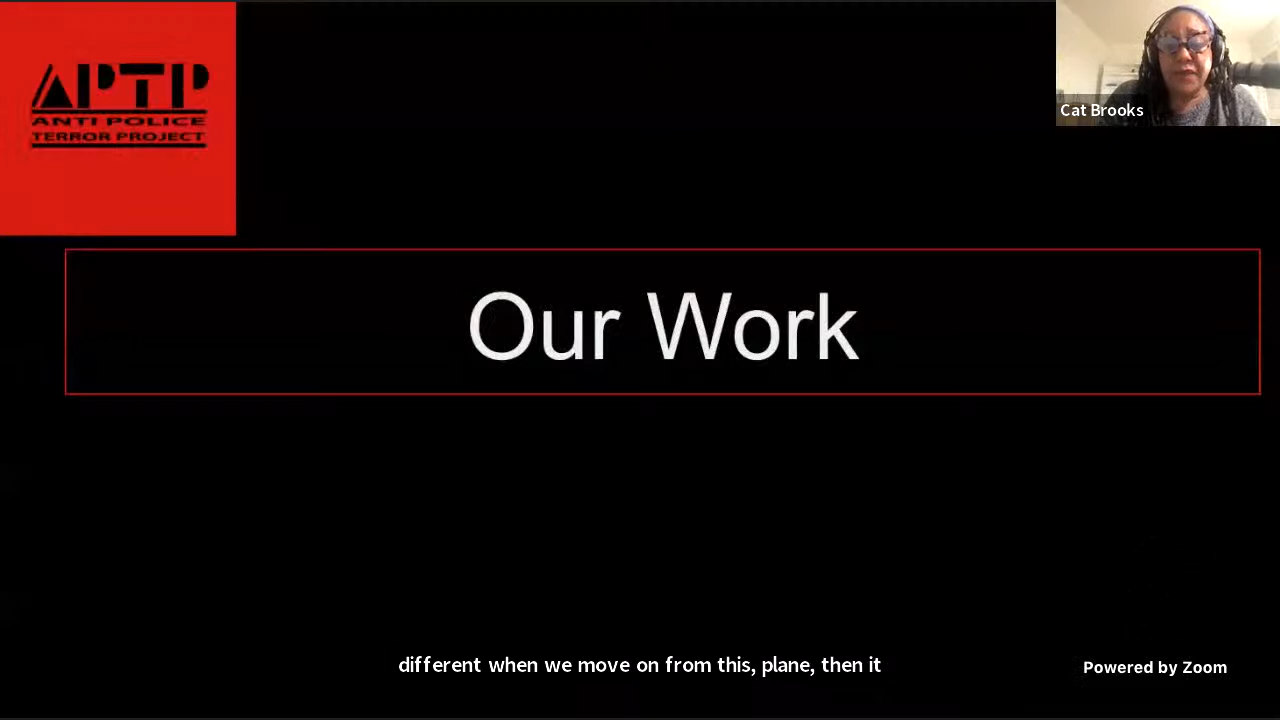 APTP
ANTI POLICE
TERROR PROJECT
Cat Brooks
Our Work
different when we move on from this, plane, then it
Powered by Zoom